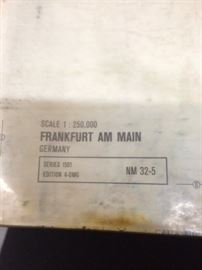 SCALE 1 : 250,000
FRANKFURT AM MAIN
GERMANY
SERIES 1501
EDITION 4-DMG
NM 32-5